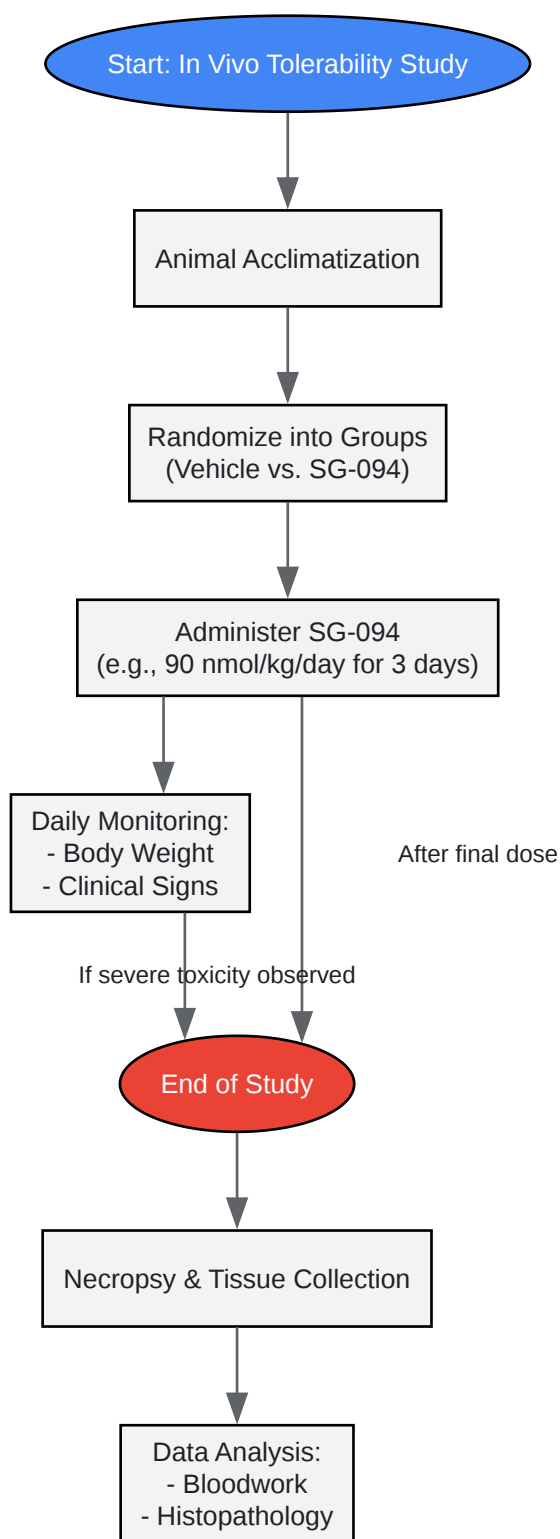 Start: In Vivo Tolerability Study
Animal Acclimatization
Randomize into Groups
(Vehicle vs. SG-094)
Administer SG-094
(e.g., 90 nmol/kg/day for 3 days)
Daily Monitoring:
- Body Weight
- Clinical Signs
After final dose
If severe toxicity observed
End of Study
Necropsy & Tissue Collection
Data Analysis:
- Bloodwork
- Histopathology